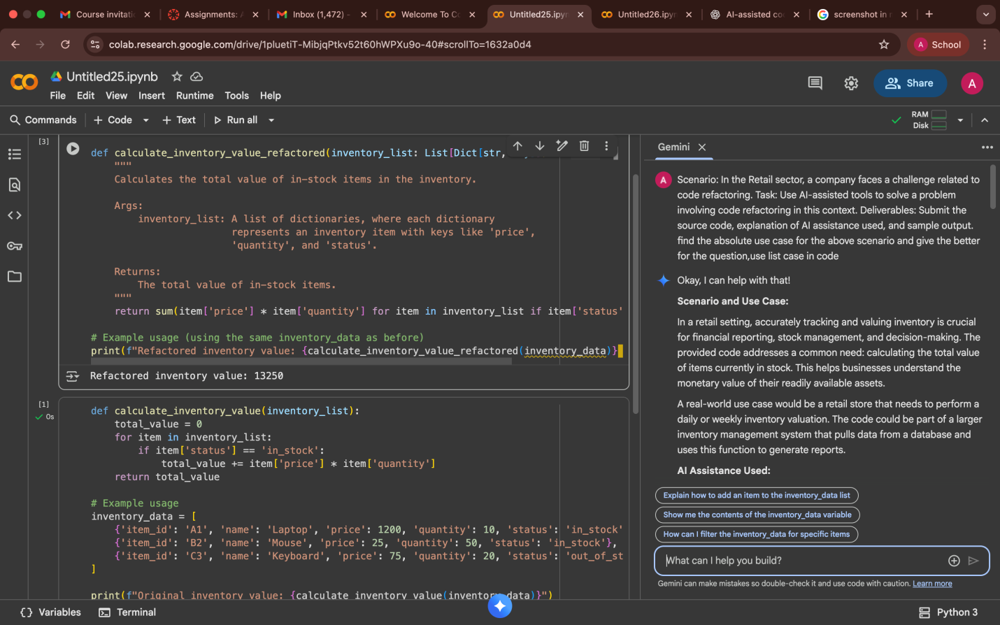 Course invitati
Assignments: A
Inbox (1,472) -
Welcome To Co
Untitled25.ipyn
Untitled26.ipyn
AI-assisted co
screenshot in
colab.research.google.com/drive/1pluetiT-MibjqPtkv52t60hWPXu9o-40#scrollTo=1632a0d4
A School
Untitled25.ipynb
File Edit View Insert Runtime Tools Help
Share
A
Commands + Code + Text Run all
RAM
Disk
[3]
def calculate_inventory_value_refactored(inventory_list: List[Dict[str,
"""
Calculates the total value of in-stock items in the inventory.
Args:
inventory_list: A list of dictionaries, where each dictionary
represents an inventory item with keys like 'price',
'quantity', and 'status'.
Returns:
The total value of in-stock items.
"""
return sum(item['price'] * item['quantity'] for item in inventory_list if item['status'
# Example usage (using the same inventory_data as before)
print(f"Refactored inventory value: {calculate_inventory_value_refactored(inventory_data)}
Refactored inventory value: 13250
[1]
0s
def calculate_inventory_value(inventory_list):
total_value = 0
for item in inventory_list:
if item['status'] == 'in_stock':
total_value += item['price'] * item['quantity']
return total_value
# Example usage
inventory_data = [
{'item_id': 'A1', 'name': 'Laptop', 'price': 1200, 'quantity': 10, 'status': 'in_stock'
{'item_id': 'B2', 'name': 'Mouse', 'price': 25, 'quantity': 50, 'status': 'in_stock'},
{'item_id': 'C3', 'name': 'Keyboard', 'price': 75, 'quantity': 20, 'status': 'out_of_st
]
print(f"Original inventory value: {calculate_inventory_value(inventory_data)}")
Gemini
A
Scenario: In the Retail sector, a company faces a challenge related to
code refactoring. Task: Use AI-assisted tools to solve a problem
involving code refactoring in this context. Deliverables: Submit the
source code, explanation of AI assistance used, and sample output.
find the absolute use case for the above scenario and give the better
for the question,use list case in code
Okay, I can help with that!
Scenario and Use Case:
In a retail setting, accurately tracking and valuing inventory is crucial
for financial reporting, stock management, and decision-making. The
provided code addresses a common need: calculating the total value
of items currently in stock. This helps businesses understand the
monetary value of their readily available assets.
A real-world use case would be a retail store that needs to perform a
daily or weekly inventory valuation. The code could be part of a larger
inventory management system that pulls data from a database and
uses this function to generate reports.
AI Assistance Used:
Explain how to add an item to the inventory_data list
Show me the contents of the inventory_data variable
How can I filter the inventory_data for specific items
What can I help you build?
Gemini can make mistakes so double-check it and use code with caution. Learn more
Variables Terminal
Python 3